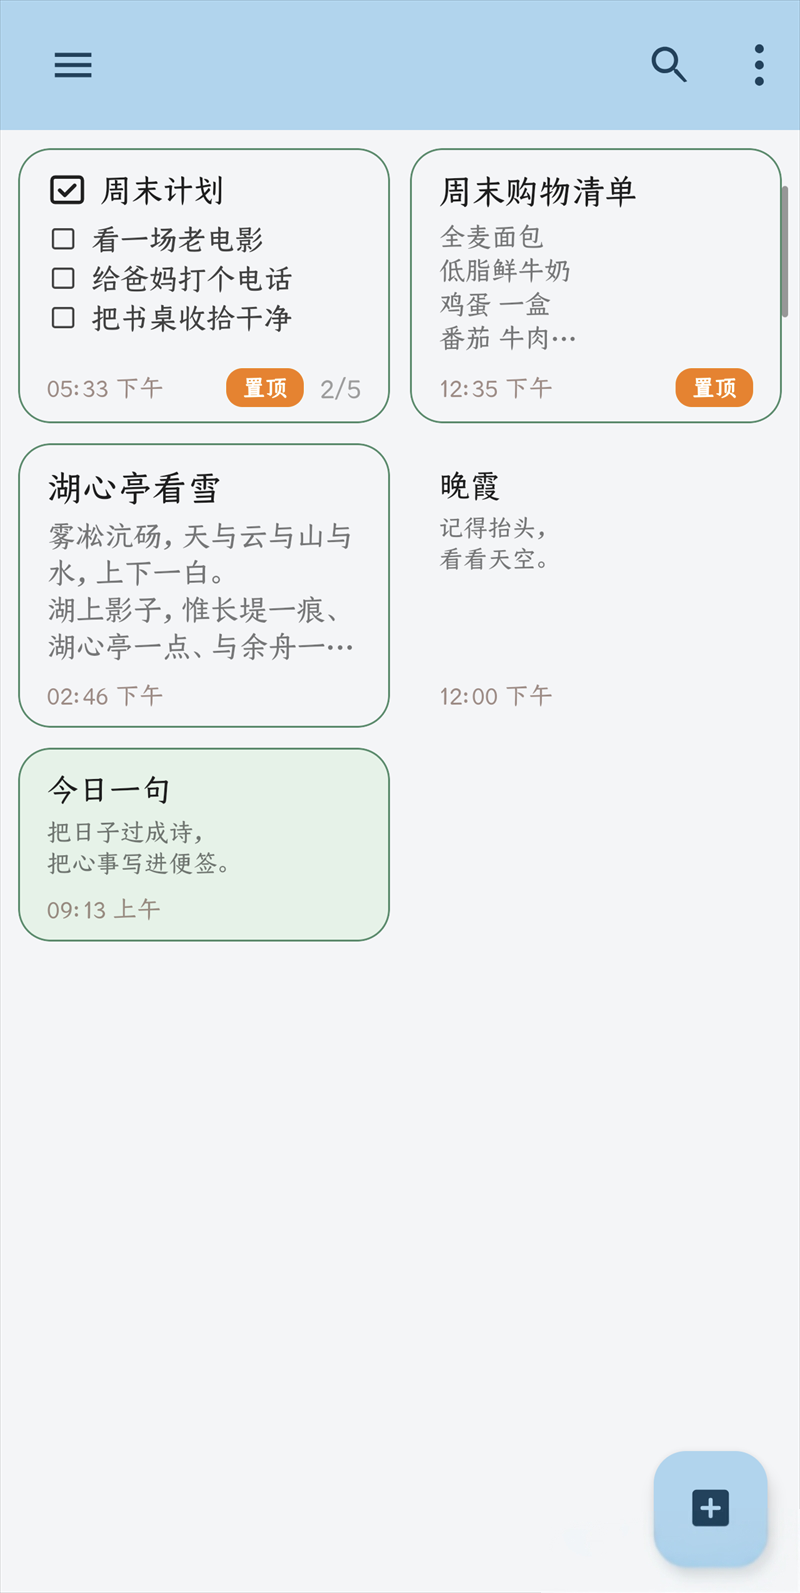 周末计划
看一场老电影
给爸妈打个电话
把书桌收拾干净
05:33 下午
置顶
2/5
周末购物清单
全麦面包
低脂鲜牛奶
鸡蛋 一盒
番茄 牛肉…
12:35 下午
置顶
湖心亭看雪
雾凇沆砀, 天与云与山与
水, 上下一白。
湖上影子, 惟长堤一痕、
湖心亭一点、与余舟一…
02:46 下午
晚霞
记得抬头,
看看天空。
12:00 下午
今日一句
把日子过成诗,
把心事写进便签。
09:13 上午